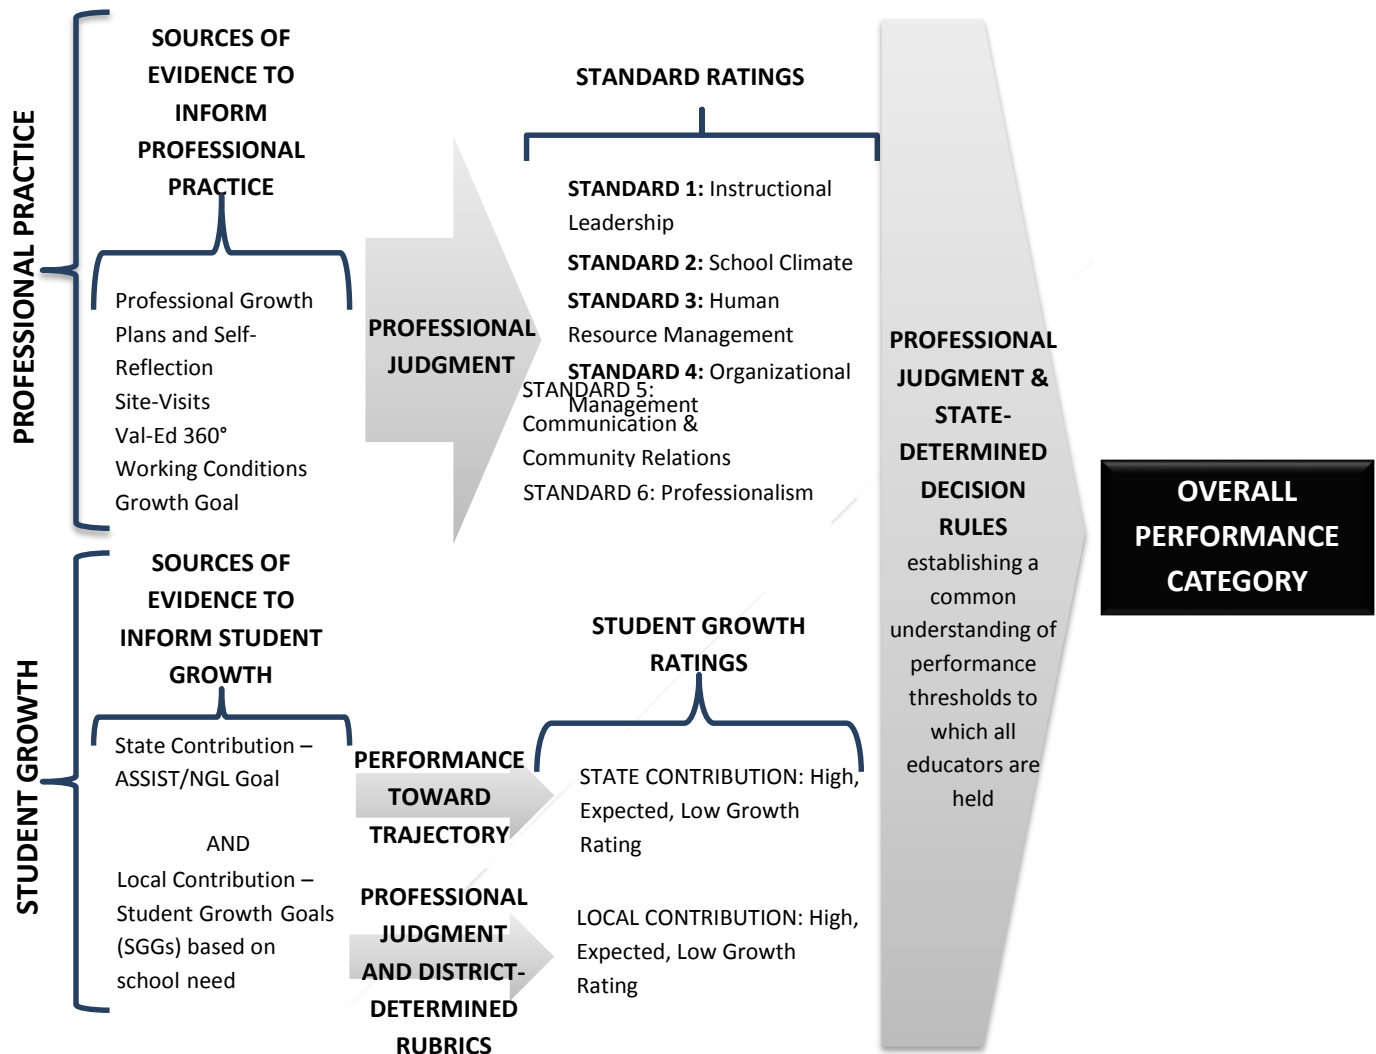 PROFESSIONAL PRACTICE
SOURCES OF
EVIDENCE TO
INFORM
PROFESSIONAL
PRACTICE
Professional Growth
Plans and Self-
Reflection
Site-Visits
Val-Ed 360°
Working Conditions
Growth Goal
PROFESSIONAL
JUDGMENT
STANDARD RATINGS
STANDARD 1: Instructional
Leadership
STANDARD 2: School Climate
STANDARD 3: Human
Resource Management
STANDARD 4: Organizational
Management
STANDARD 5:
Communication &
Community Relations
STANDARD 6: Professionalism
STUDENT GROWTH
SOURCES OF
EVIDENCE TO
INFORM STUDENT
GROWTH
State Contribution –
ASSIST/NGL Goal
AND
Local Contribution –
Student Growth Goals
(SGGs) based on
school need
PERFORMANCE
TOWARD
TRAJECTORY
PROFESSIONAL
JUDGMENT
AND DISTRICT-
DETERMINED
RUBRICS
STUDENT GROWTH
RATINGS
STATE CONTRIBUTION: High,
Expected, Low Growth
Rating
LOCAL CONTRIBUTION: High,
Expected, Low Growth
Rating
PROFESSIONAL
JUDGMENT &
STATE-
DETERMINED
DECISION
RULES
establishing a
common
understanding of
performance
thresholds to
which all
educators are
held
OVERALL
PERFORMANCE
CATEGORY